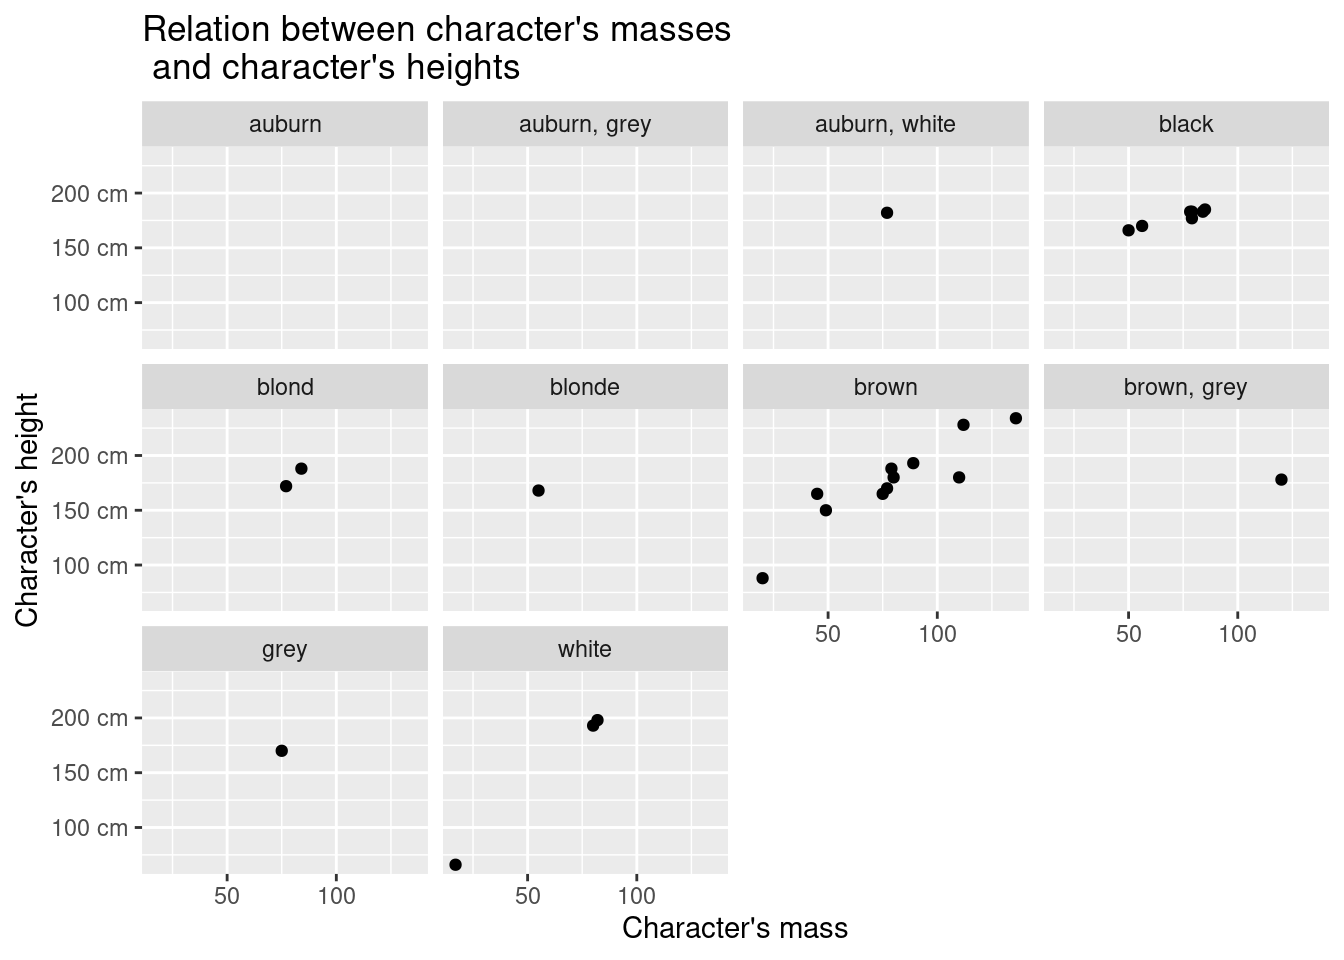 Relation between character's masses
and character's heights
auburn
auburn, grey
auburn, white
black
200 cm
150 cm
100 cm
blond
blonde
brown
brown, grey
200 cm
150 cm
100 cm
50
100
50
100
grey
white
200 cm
150 cm
100 cm
50
100
50
100
Character's height
Character's mass